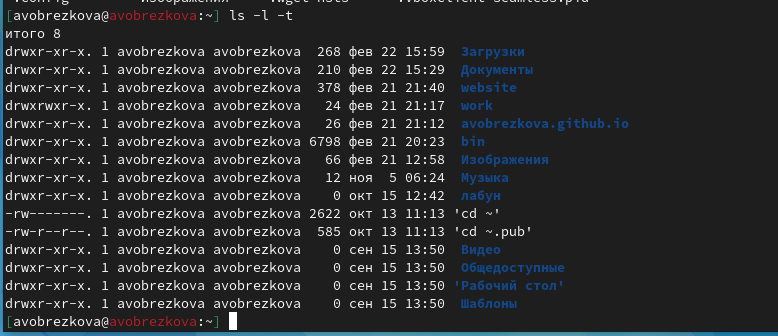 [avobrezkova@avobrezkova:~] ls -l -t
итого 8
drwxr-xr-x. 1 avobrezkova avobrezkova  268 фев 22 15:59  Загрузки
drwxr-xr-x. 1 avobrezkova avobrezkova  210 фев 22 15:29  Документы
drwxr-xr-x. 1 avobrezkova avobrezkova  378 фев 21 21:40  website
drwxrwxr-x. 1 avobrezkova avobrezkova   24 фев 21 21:17  work
drwxr-xr-x. 1 avobrezkova avobrezkova   26 фев 21 21:12  avobrezkova.github.io
drwxr-xr-x. 1 avobrezkova avobrezkova 6798 фев 21 20:23  bin
drwxr-xr-x. 1 avobrezkova avobrezkova   66 фев 21 12:58  Изображения
drwxr-xr-x. 1 avobrezkova avobrezkova   12 ноя  5 06:24  Музыка
drwxr-xr-x. 1 avobrezkova avobrezkova    0 окт 15 12:42  лабун
-rw-------. 1 avobrezkova avobrezkova 2622 окт 13 11:13 'cd ~'
-rw-r--r--. 1 avobrezkova avobrezkova  585 окт 13 11:13 'cd ~.pub'
drwxr-xr-x. 1 avobrezkova avobrezkova    0 сен 15 13:50  Видео
drwxr-xr-x. 1 avobrezkova avobrezkova    0 сен 15 13:50  Общедоступные
drwxr-xr-x. 1 avobrezkova avobrezkova    0 сен 15 13:50 'Рабочий стол'
drwxr-xr-x. 1 avobrezkova avobrezkova    0 сен 15 13:50  Шаблоны
[avobrezkova@avobrezkova:~]